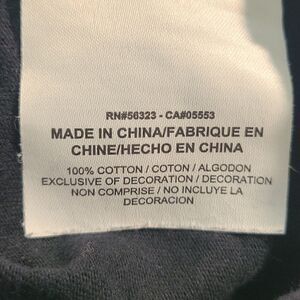 RN#56323 - CA#05553
MADE IN CHINA/FABRIQUE EN
CHINE/HECHO EN CHINA
100% COTTON / COTON / ALGODON
EXCLUSIVE OF DECORATION / DECORATION
NON COMPRISE / NO INCLUYE LA
DECORACION